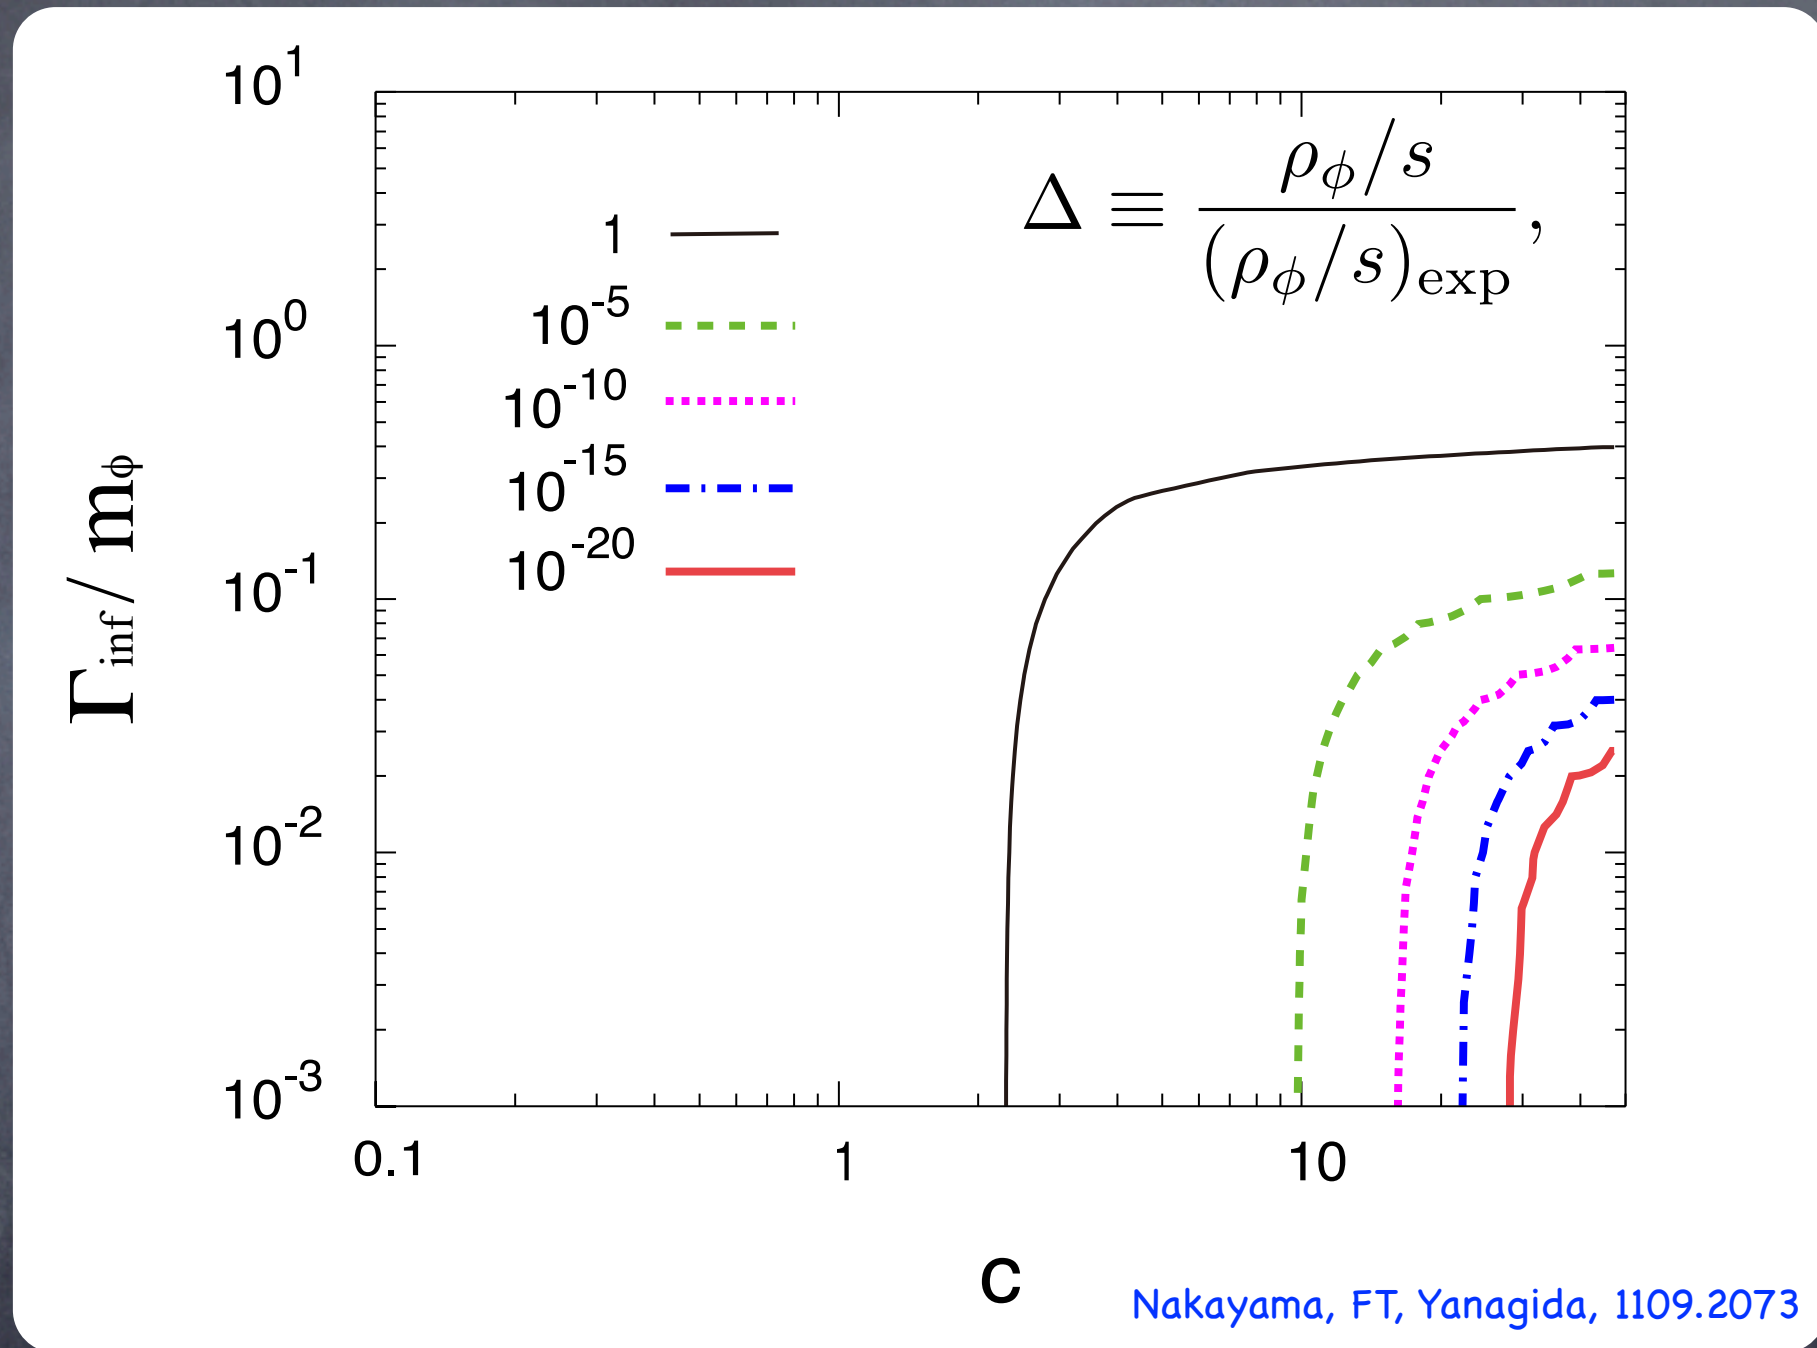 10^1
10^0
10^-1
10^-2
10^-3
Γ_inf / m_ϕ
1
10^-5
10^-10
10^-15
10^-20
Δ ≡ \frac{ρ_ϕ/s}{(ρ_ϕ/s)_exp},
0.1 1 10
c
Nakayama, FT, Yanagida, 1109.2073